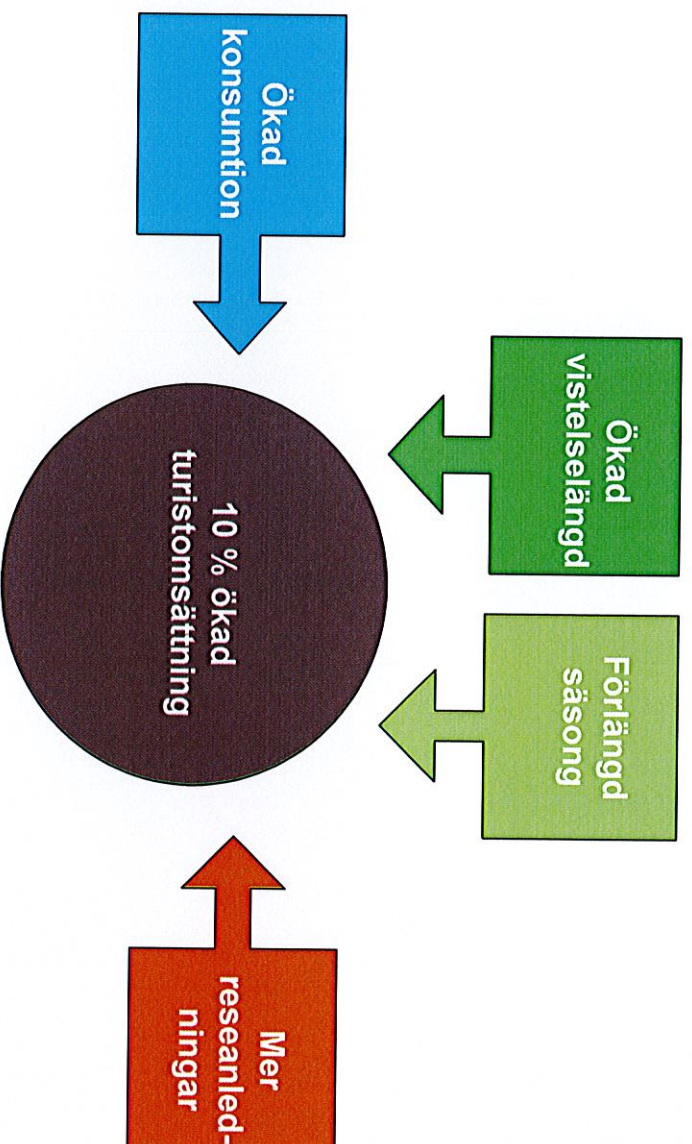 Ökad
konsumtion
Ökad
vistelselängd
Förlängd
säsong
Mer
reseanled-
ningar
10 % ökad
turistomsättning